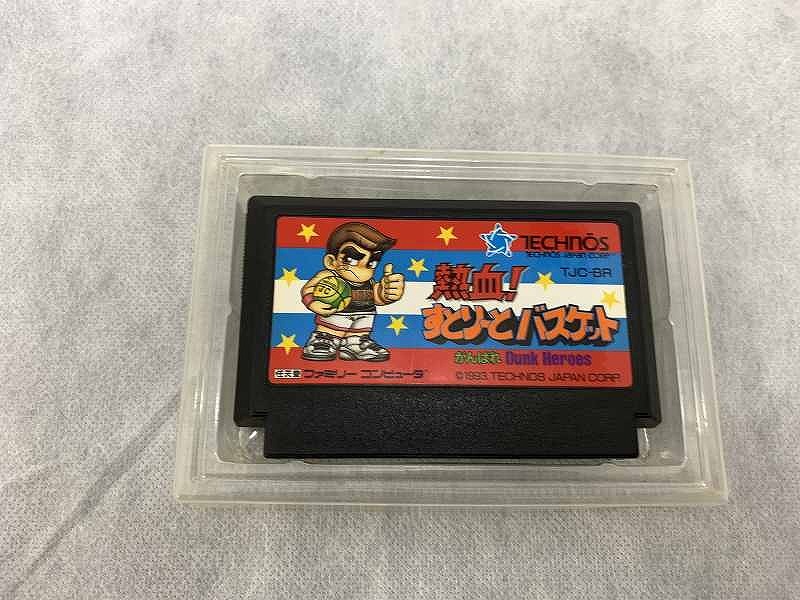 TECHNŌS
TECHNŌS JAPAN CORP.
TJC-BR
熱血!
すとりーとバスケット
がんばれ Dunk Heroes
任天堂 ファミリー コンピュータ
©1993. TECHNOS JAPAN CORP.